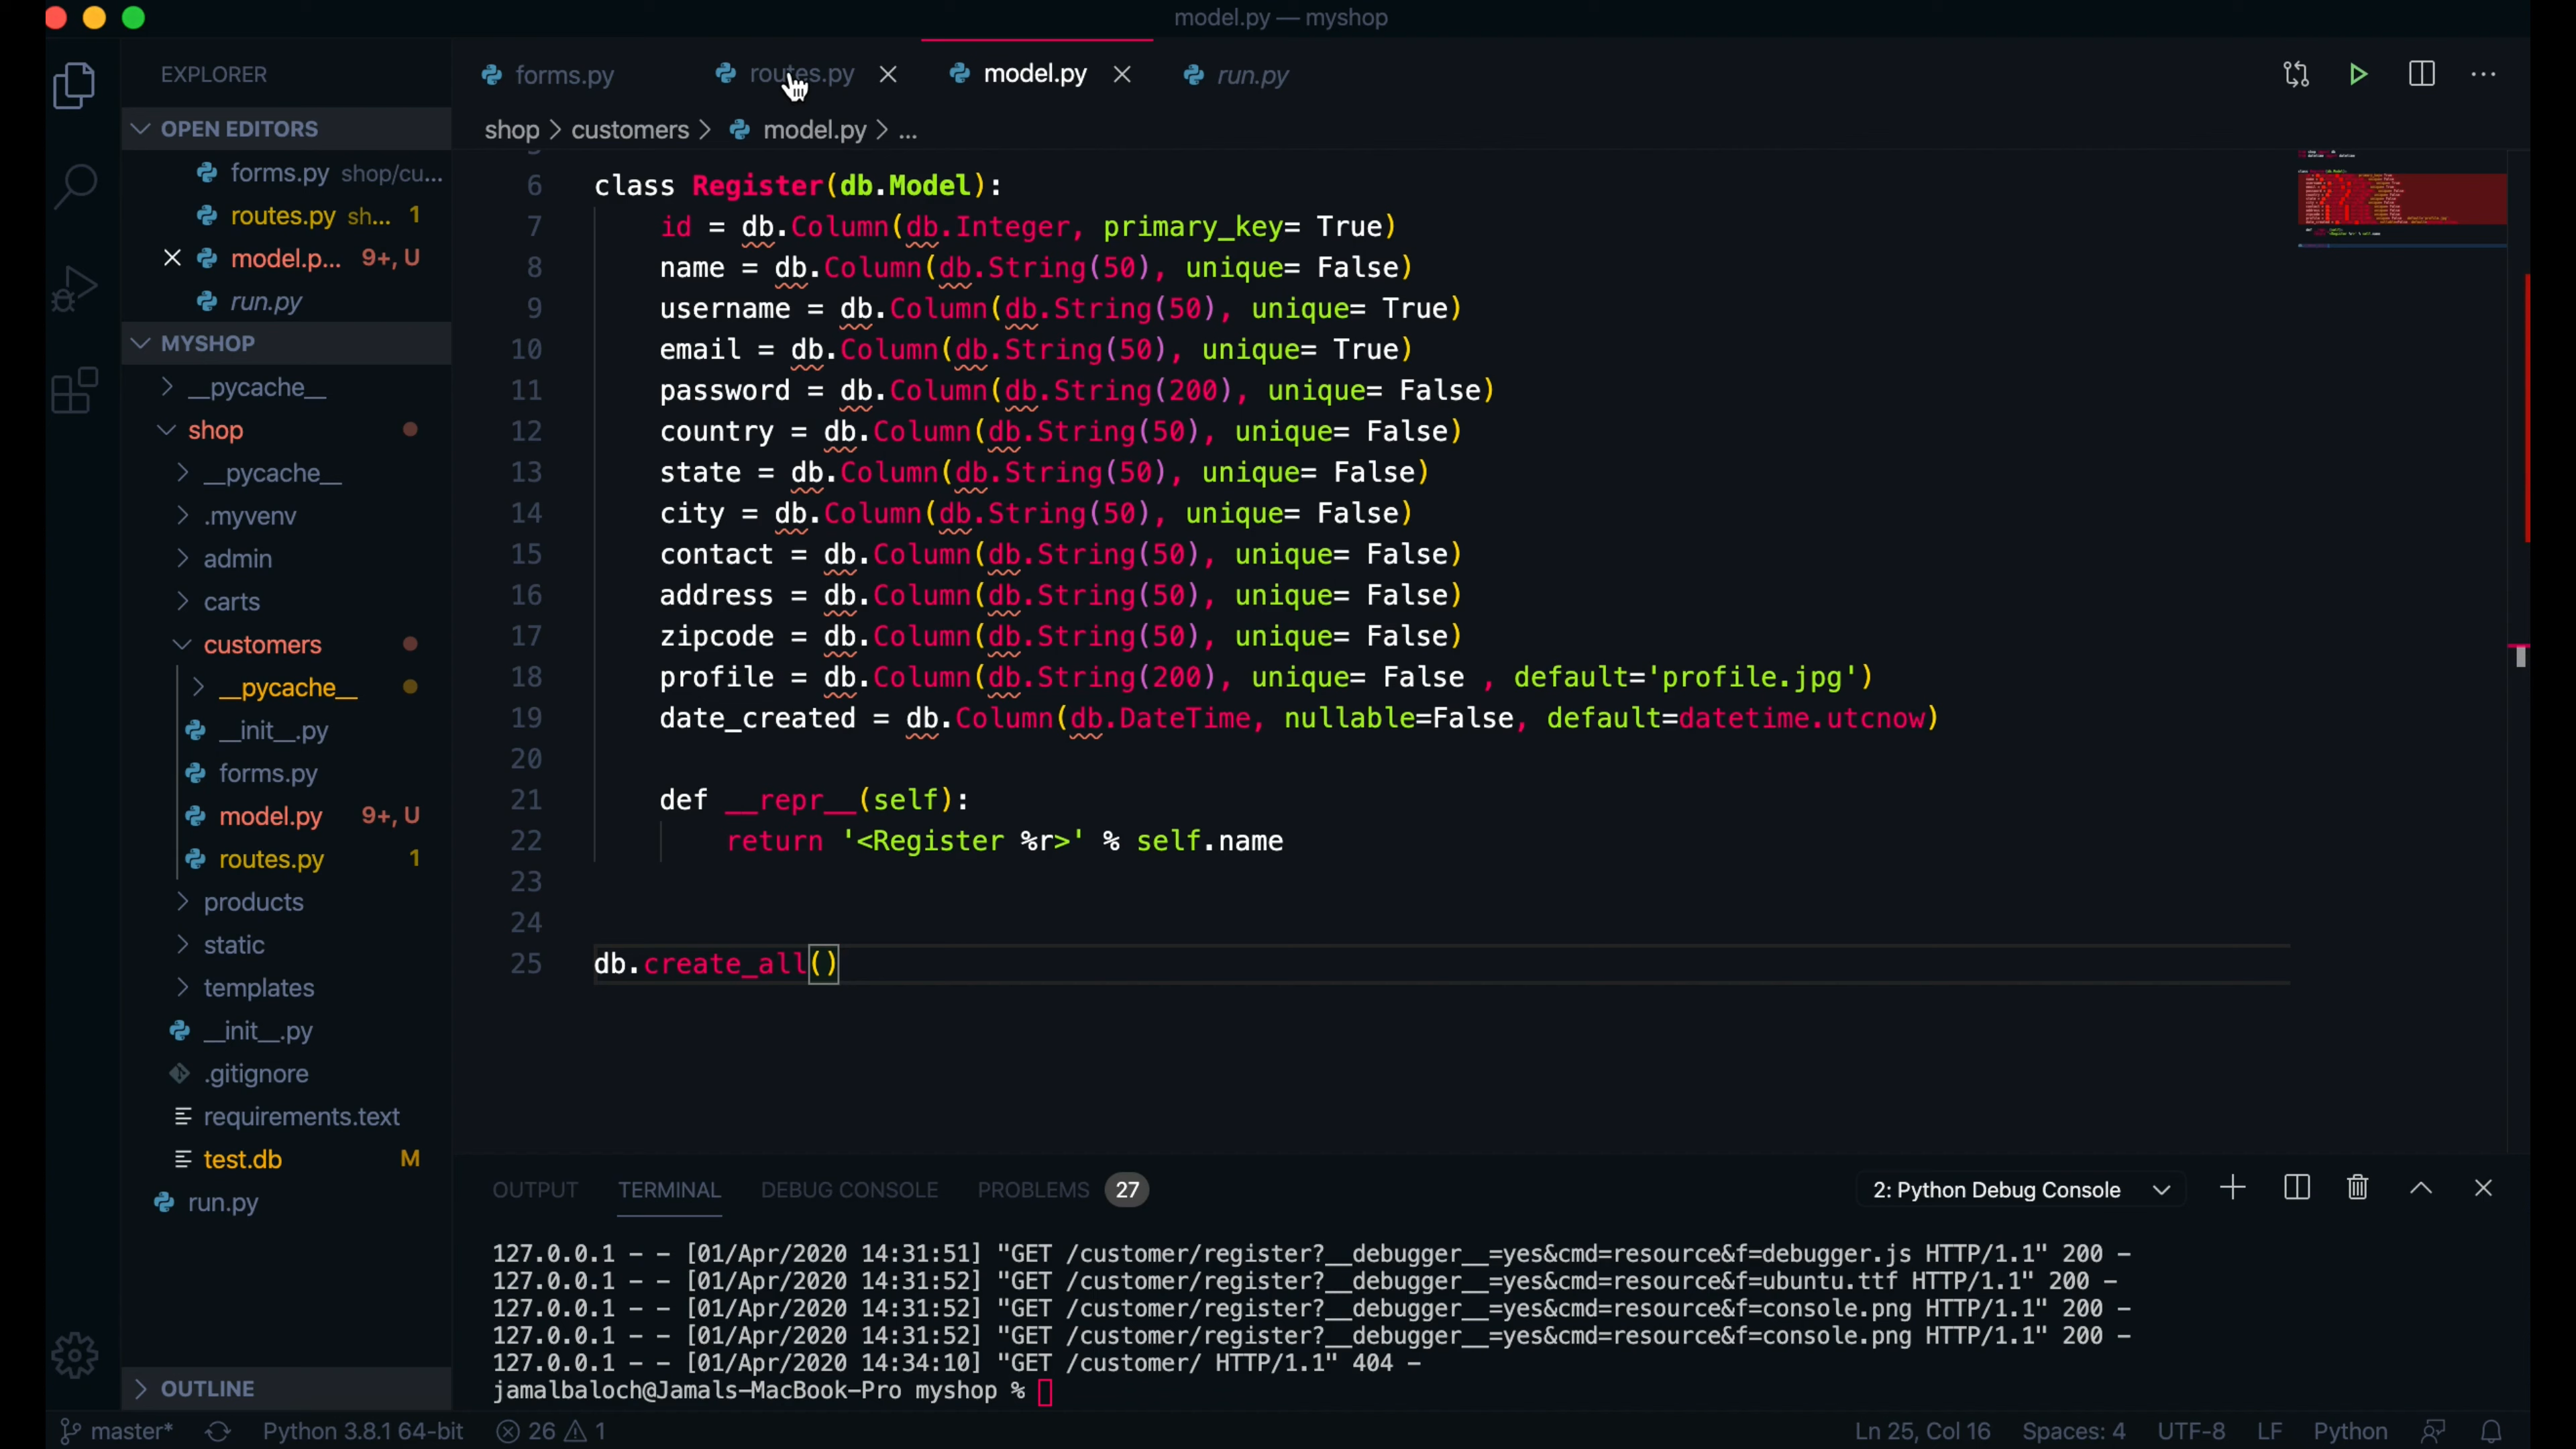 model.py — myshop
EXPLORER
forms.py
routes.py
model.py
run.py
OPEN EDITORS
shop > customers > model.py > ...
forms.py shop/cu...
routes.py sh... 1
model.p... 9+, U
run.py
MYSHOP
__pycache__
shop
__pycache__
.myvenv
admin
carts
customers
__pycache__
__init__.py
forms.py
model.py 9+, U
routes.py 1
products
static
templates
__init__.py
.gitignore
requirements.text
test.db M
run.py
OUTLINE
6 class Register(db.Model):
7 id = db.Column(db.Integer, primary_key= True)
8 name = db.Column(db.String(50), unique= False)
9 username = db.Column(db.String(50), unique= True)
10 email = db.Column(db.String(50), unique= True)
11 password = db.Column(db.String(200), unique= False)
12 country = db.Column(db.String(50), unique= False)
13 state = db.Column(db.String(50), unique= False)
14 city = db.Column(db.String(50), unique= False)
15 contact = db.Column(db.String(50), unique= False)
16 address = db.Column(db.String(50), unique= False)
17 zipcode = db.Column(db.String(50), unique= False)
18 profile = db.Column(db.String(200), unique= False , default='profile.jpg')
19 date_created = db.Column(db.DateTime, nullable=False, default=datetime.utcnow)
20
21 def __repr__(self):
22 return '<Register %r>' % self.name
23
24
25 db.create_all()
OUTPUT TERMINAL DEBUG CONSOLE PROBLEMS 27 2: Python Debug Console
127.0.0.1 - - [01/Apr/2020 14:31:51] "GET /customer/register?__debugger__=yes&cmd=resource&f=debugger.js HTTP/1.1" 200 -
127.0.0.1 - - [01/Apr/2020 14:31:52] "GET /customer/register?__debugger__=yes&cmd=resource&f=ubuntu.ttf HTTP/1.1" 200 -
127.0.0.1 - - [01/Apr/2020 14:31:52] "GET /customer/register?__debugger__=yes&cmd=resource&f=console.png HTTP/1.1" 200 -
127.0.0.1 - - [01/Apr/2020 14:31:52] "GET /customer/register?__debugger__=yes&cmd=resource&f=console.png HTTP/1.1" 200 -
127.0.0.1 - - [01/Apr/2020 14:34:10] "GET /customer/ HTTP/1.1" 404 -
jamalbaloch@Jamals-MacBook-Pro myshop %
master* Python 3.8.1 64-bit 26 1 Ln 25, Col 16 Spaces: 4 UTF-8 LF Python